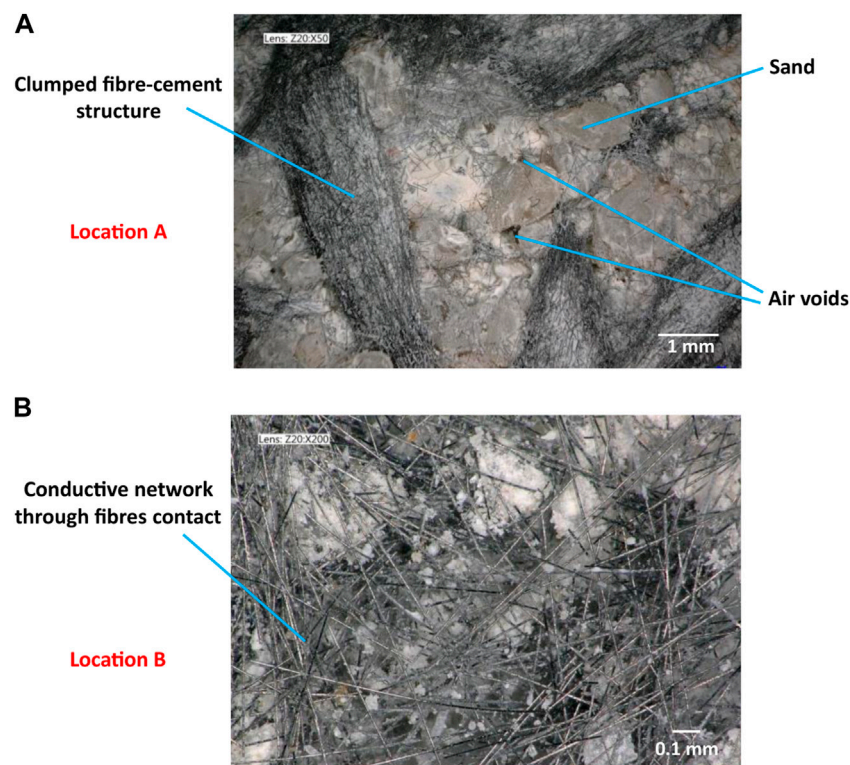 A
Lens: Z20:X50
Clumped fibre-cement
structure
Sand
Location A
Air voids
1 mm
B
Lens: Z20:X200
Conductive network
through fibres contact
Location B
0.1 mm